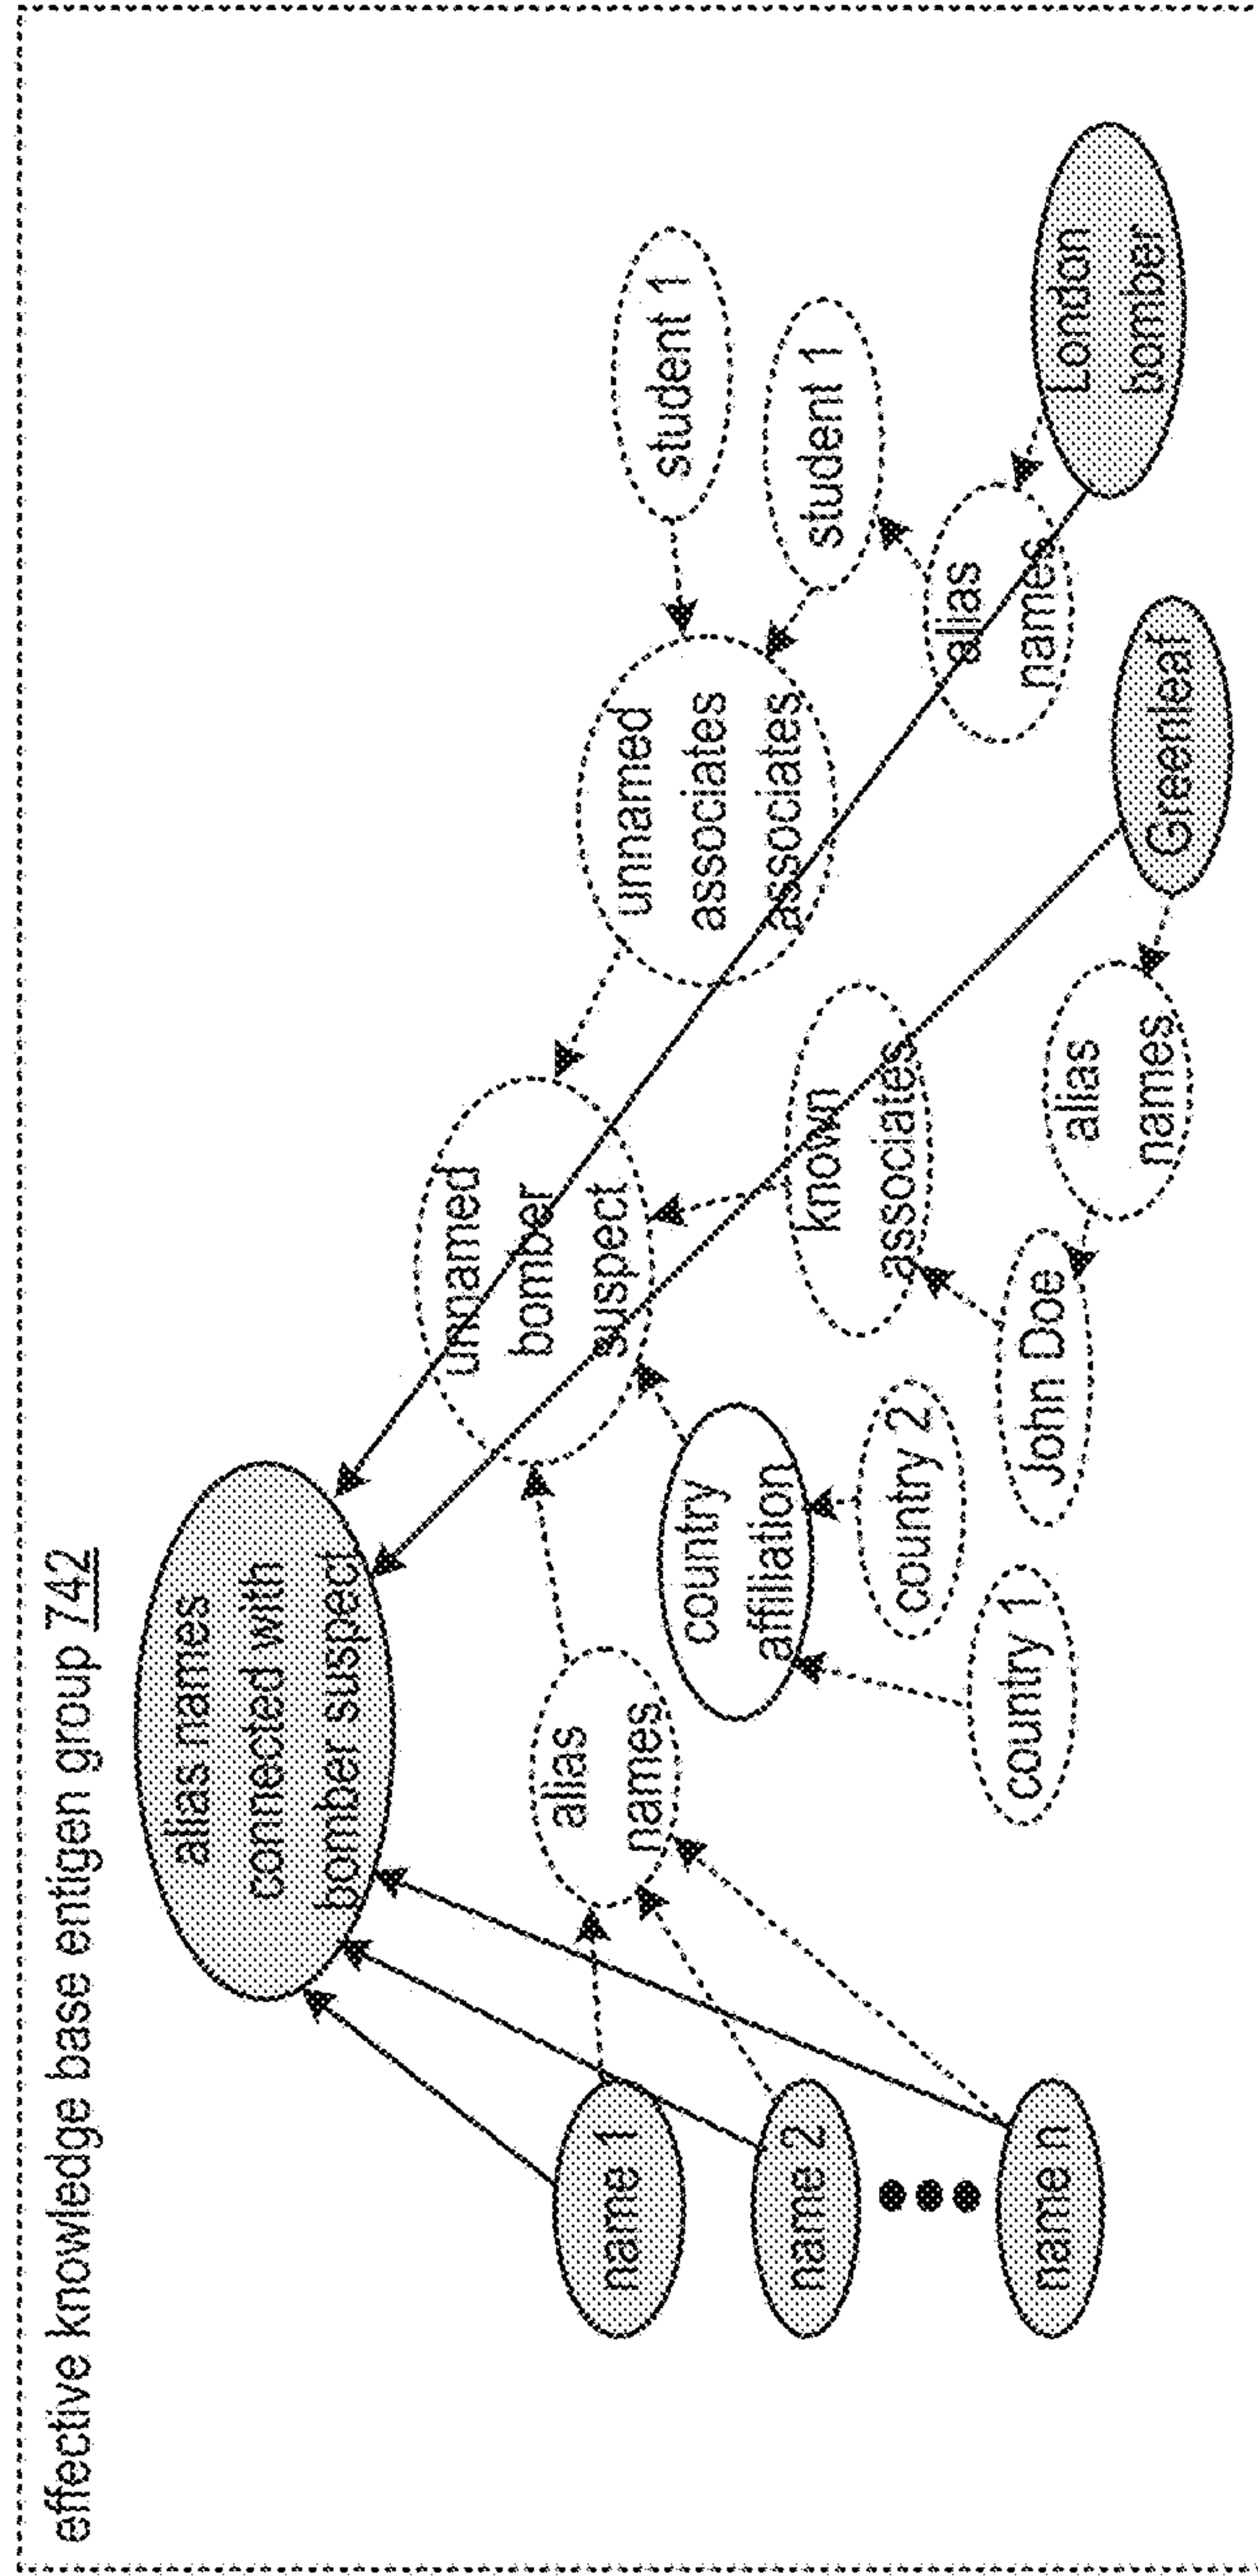 effective knowledge base entigen group 742
alias names
connected with
bomber suspect
unnamed
bomber
suspect
alias
names
name 1
name 2
name n
country
affiliation
country 1
country 2
known
associates
John Doe
alias
names
Greenleaf
unnamed
associates
associates
student 1
student 1
alias
names
London
bomber